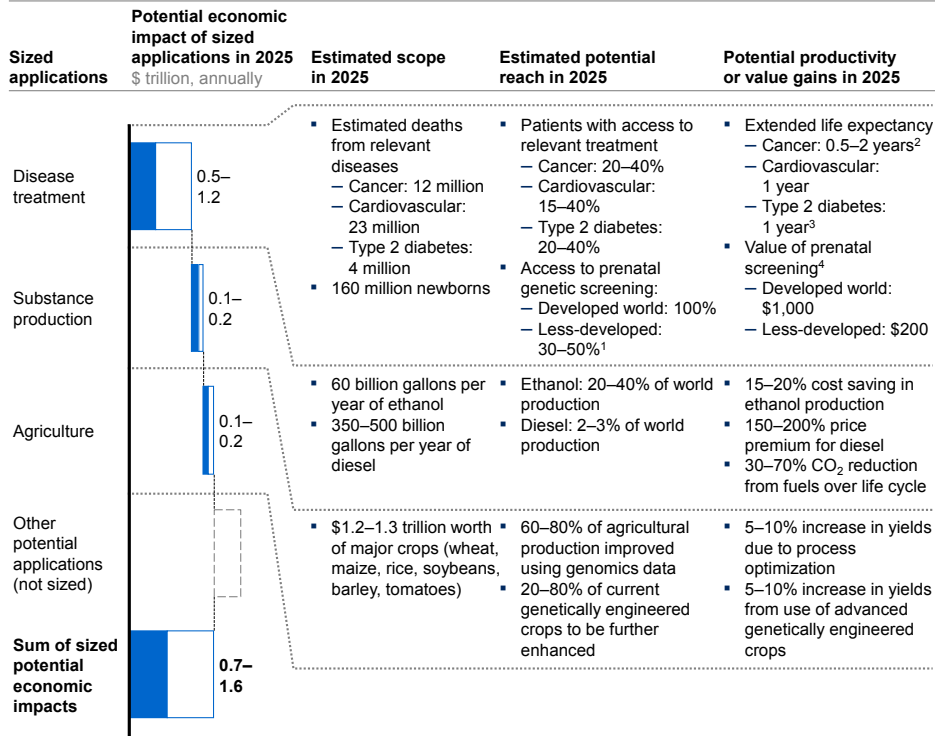 Sized
applications
Potential economic
impact of sized
applications in 2025
$ trillion, annually
Estimated scope
in 2025
Estimated potential
reach in 2025
Potential productivity
or value gains in 2025
Disease
treatment
0.5–
1.2
▪ Estimated deaths
from relevant
diseases
– Cancer: 12 million
– Cardiovascular:
23 million
– Type 2 diabetes:
4 million
▪ 160 million newborns
▪ Patients with access to
relevant treatment
– Cancer: 20–40%
– Cardiovascular:
15–40%
– Type 2 diabetes:
20–40%
▪ Access to prenatal
genetic screening:
– Developed world: 100%
– Less-developed:
30–50%¹
▪ Extended life expectancy
– Cancer: 0.5–2 years²
– Cardiovascular:
1 year
– Type 2 diabetes:
1 year³
▪ Value of prenatal
screening⁴
– Developed world:
$1,000
– Less-developed: $200
Substance
production
0.1–
0.2
▪ 60 billion gallons per
year of ethanol
▪ 350–500 billion
gallons per year of
diesel
▪ Ethanol: 20–40% of world
production
▪ Diesel: 2–3% of world
production
▪ 15–20% cost saving in
ethanol production
▪ 150–200% price
premium for diesel
▪ 30–70% CO₂ reduction
from fuels over life cycle
Agriculture
0.1–
0.2
▪ $1.2–1.3 trillion worth
of major crops (wheat,
maize, rice, soybeans,
barley, tomatoes)
▪ 60–80% of agricultural
production improved
using genomics data
▪ 20–80% of current
genetically engineered
crops to be further
enhanced
▪ 5–10% increase in yields
due to process
optimization
▪ 5–10% increase in yields
from use of advanced
genetically engineered
crops
Other
potential
applications
(not sized)
Sum of sized
potential
economic
impacts
0.7–
1.6